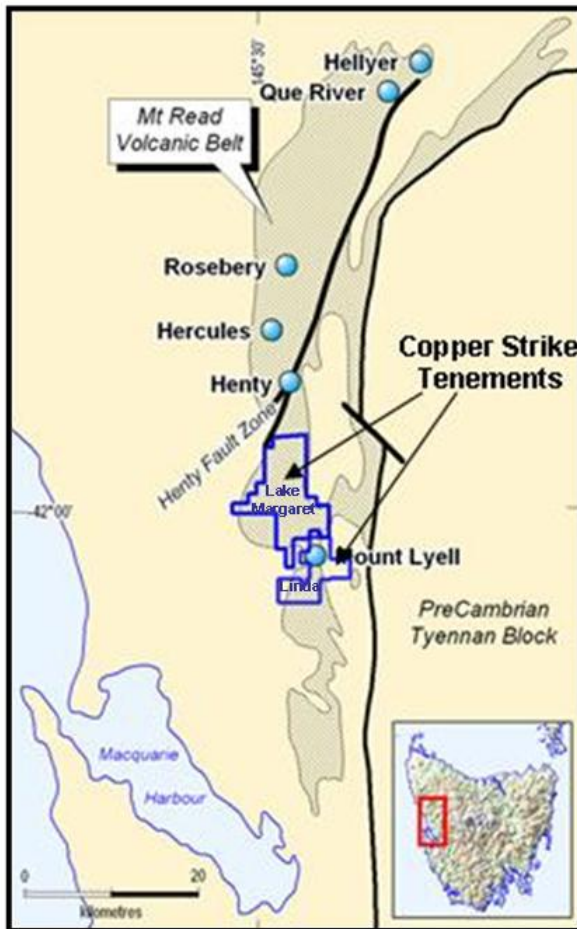 145°30'
Hellyer
Que River
Mt Read
Volcanic Belt
Rosebery
Hercules
Copper Strike
Tenements
Henty
Henty Fault Zone
Lake
Margaret
42°00'
Mount Lyell
Linda
PreCambrian
Tyennan Block
Macquarie
Harbour
0 20
kilometres